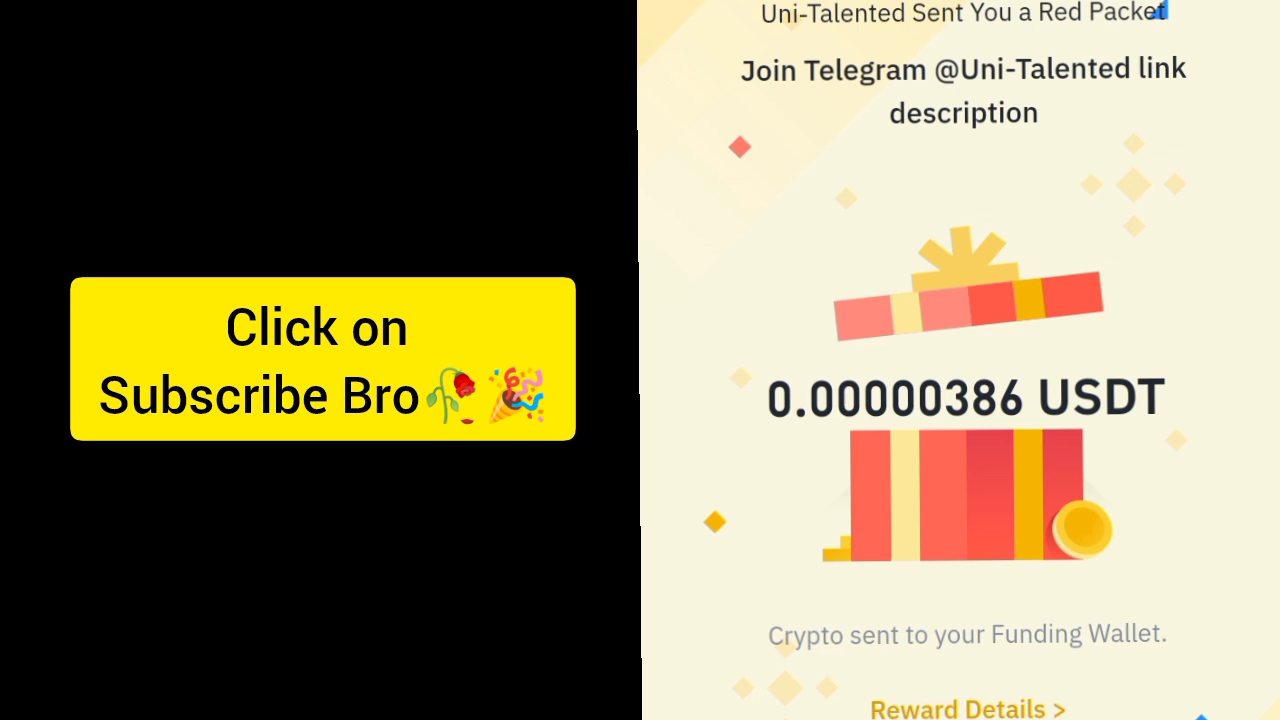 Click on
Subscribe Bro🥀🎉
Uni-Talented Sent You a Red Packet
Join Telegram @Uni-Talented link
description
0.00000386 USDT
Crypto sent to your Funding Wallet.
Reward Details >